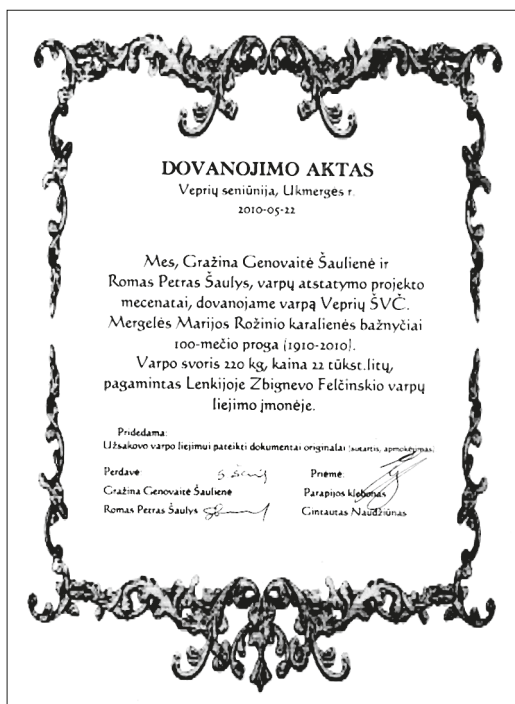 DOVANOJIMO AKTAS
Veprių seniūnija, Ukmergės r.
2010-05-22
Mes, Gražina Genovaitė Šaulienė ir
Romas Petras Šaulys, varpų atstatymo projekto
mecenatai, dovanojame varpą Veprių ŠVČ.
Mergelės Marijos Rožinio karalienės bažnyčiai
100-mečio proga (1910-2010).
Varpo svoris 220 kg, kaina 22 tūkst.litų,
pagamintas Lenkijoje Zbignevo Felčinskio varpų
liejimo įmonėje.
Pridedama:
Užsakovo varpo liejimui pateikti dokumentai originalai (sutartis, apmokėjimas)
Perdavė: Priėmė:
Gražina Genovaitė Šaulienė Parapijos klebonas
Romas Petras Šaulys Gintautas Naudžiūnas